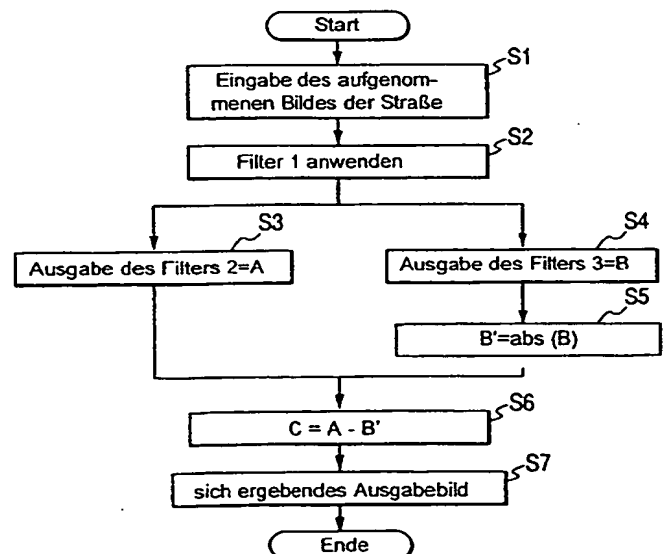 Start
S1
Eingabe des aufgenom-
menen Bildes der Straße
S2
Filter 1 anwenden
S3
Ausgabe des Filters 2=A
S4
Ausgabe des Filters 3=B
S5
B'=abs (B)
S6
C = A - B'
S7
sich ergebendes Ausgabebild
Ende